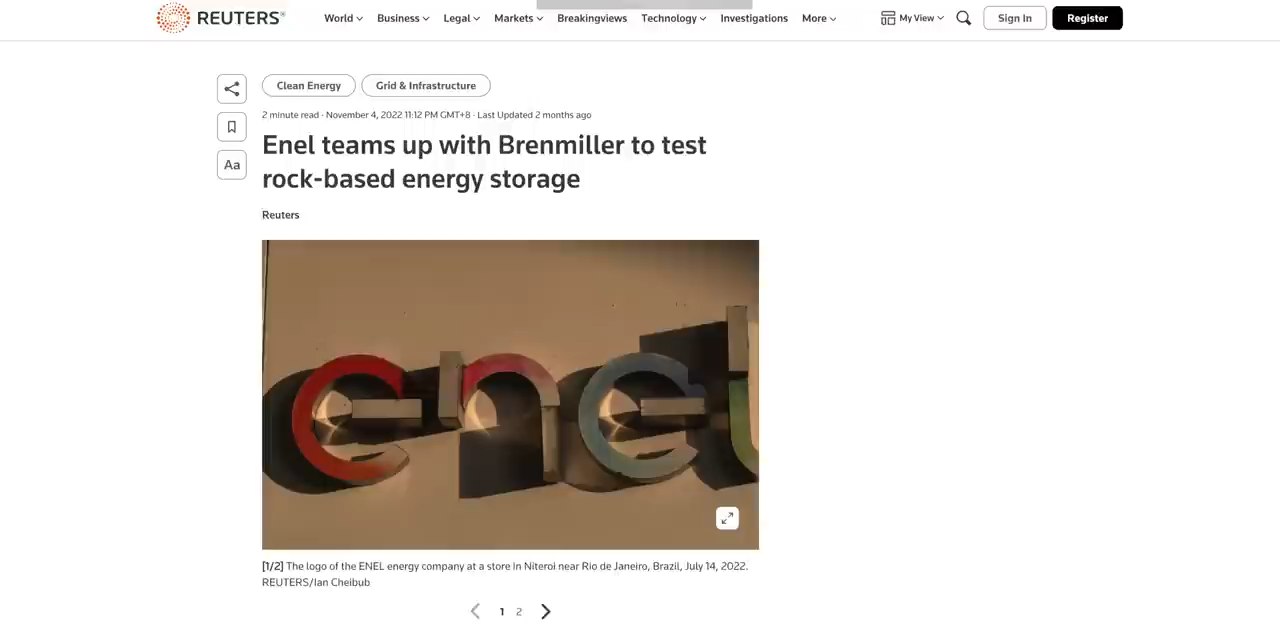 REUTERS®
World
Business
Legal
Markets
Breakingviews
Technology
Investigations
More
My View
Sign In
Register
Clean Energy
Grid & Infrastructure
2 minute read · November 4, 2022 11:12 PM GMT+8 · Last Updated 2 months ago
Aa
Enel teams up with Brenmiller to test
rock-based energy storage
Reuters
enel
[1/2] The logo of the ENEL energy company at a store in Niteroi near Rio de Janeiro, Brazil, July 14, 2022.
REUTERS/Ian Cheibub
1 2